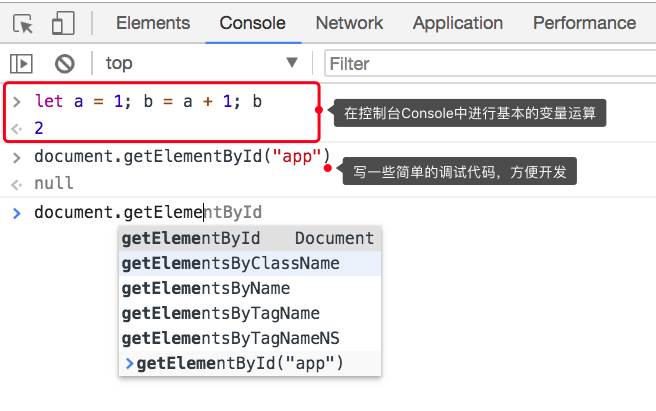 Elements Console Network Application Performance
top Filter
> let a = 1; b = a + 1; b
在控制台Console中进行基本的变量运算
2
> document.getElementById("app")
写一些简单的调试代码，方便开发
null
> document.getElementById
getElementById Document
getElementsByClassName
getElementsByName
getElementsByTagName
getElementsByTagNameNS
>getElementById("app")